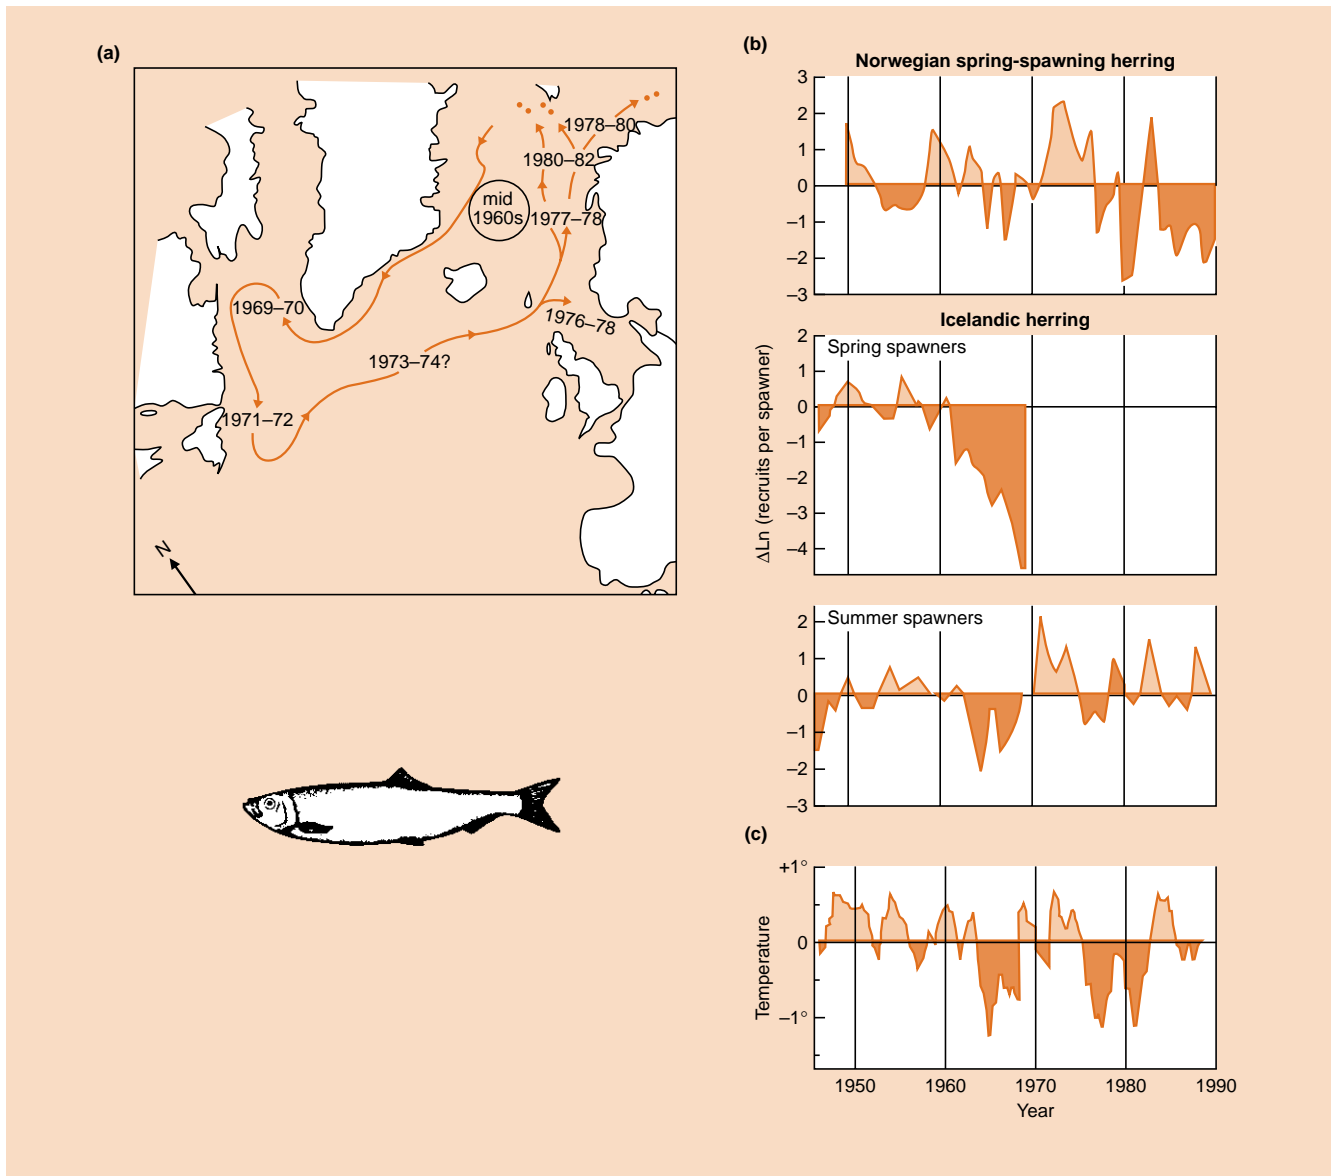 (a)
1978–80
1980–82
mid
1960s
1977–78
1969–70
1976–78
1973–74?
1971–72
N
(b)
Norwegian spring-spawning herring
3
2
1
0
–1
–2
–3
Icelandic herring
Spring spawners
2
1
0
–1
–2
–3
–4
ΔLn (recruits per spawner)
Summer spawners
2
1
0
–1
–2
–3
(c)
+1°
0
–1°
Temperature
1950 1960 1970 1980 1990
Year